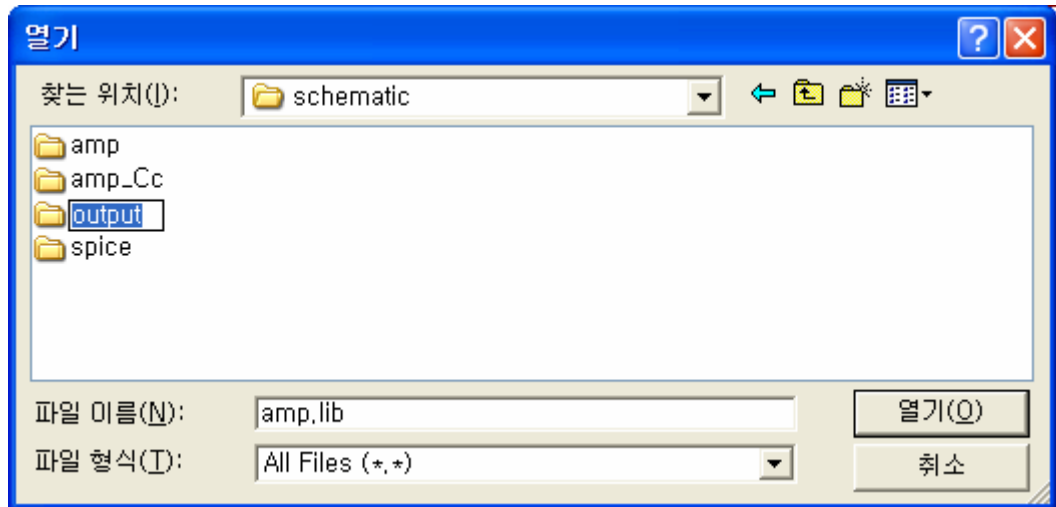 열기
찾는 위치(I): schematic
amp
amp_Cc
output
spice
파일 이름(N): amp.lib 열기(O)
파일 형식(T): All Files (*.*) 취소